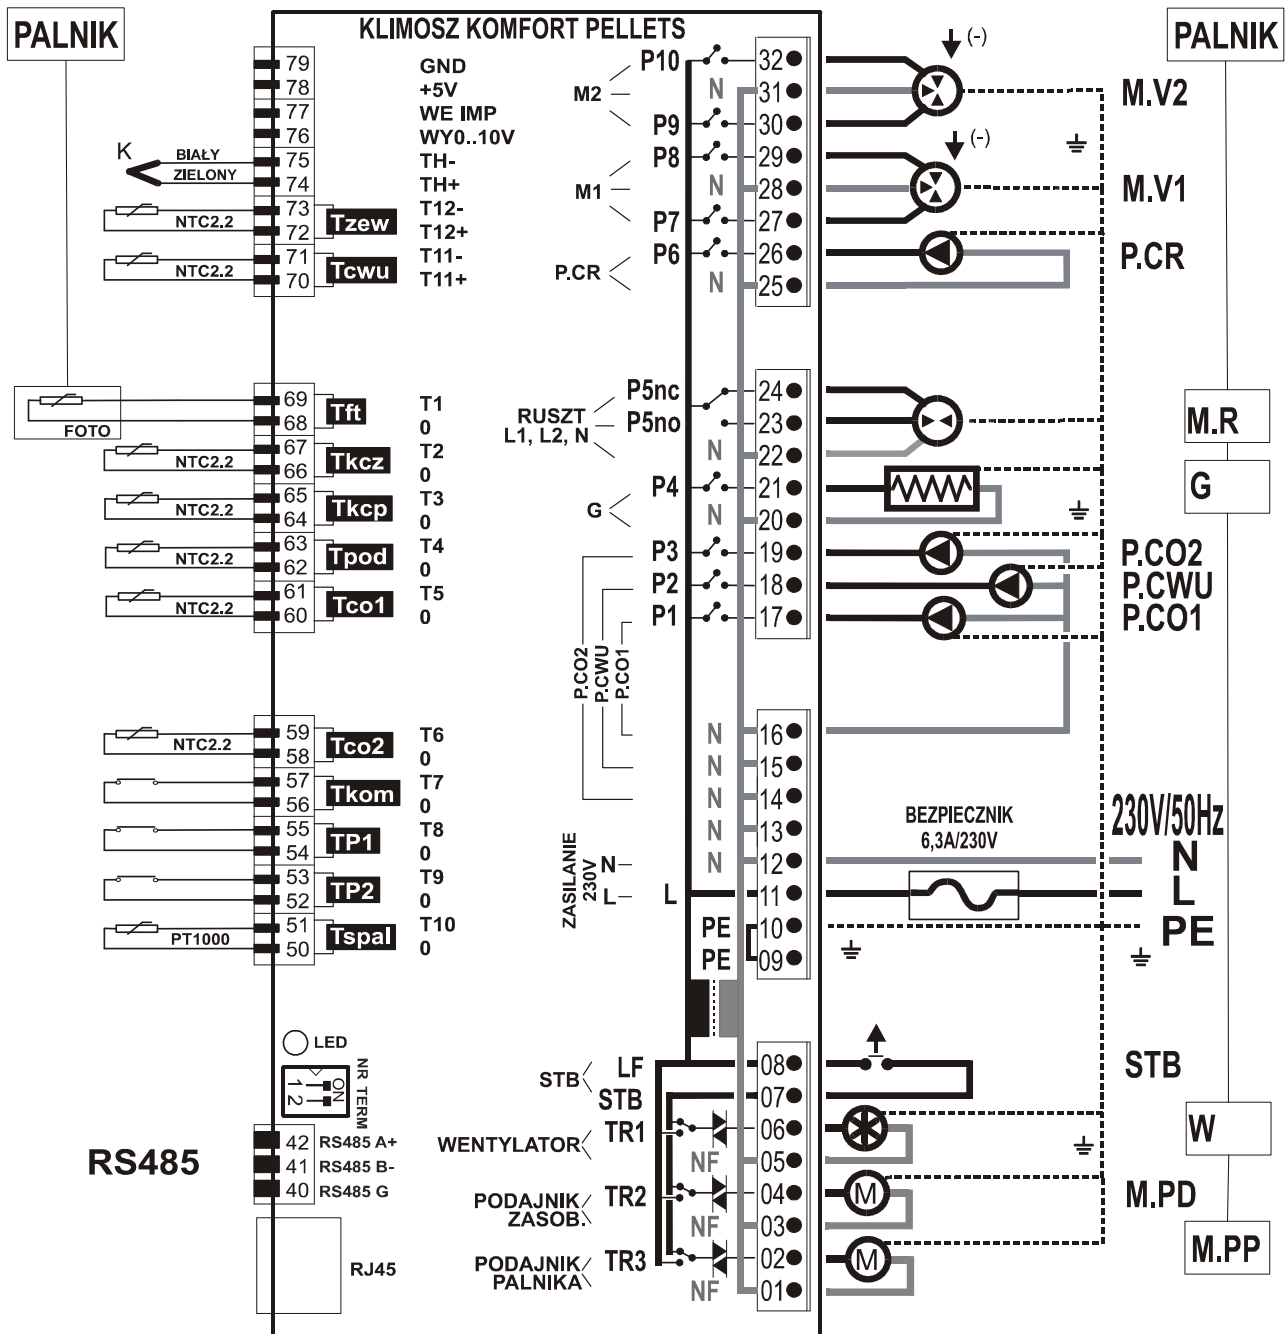 PALNIK
KLIMOSZ KOMFORT PELLETS
PALNIK
79 GND
78 +5V
77 WE IMP
76 WY0..10V
K
BIAŁY 75 TH-
ZIELONY 74 TH+
73 T12-
NTC2.2 Tzew
72 T12+
71 T11-
NTC2.2 Tcwu
70 T11+
69 T1
FOTO Tft
68 0
67 T2
NTC2.2 Tkcz
66 0
65 T3
NTC2.2 Tkcp
64 0
63 T4
NTC2.2 Tpod
62 0
61 T5
NTC2.2 Tco1
60 0
59 T6
NTC2.2 Tco2
58 0
57 T7
Tkom
56 0
55 T8
TP1
54 0
53 T9
TP2
52 0
51 T10
PT1000 Tspal
50 0
LED
ON
1 2
NR TERM
RS485
42 RS485 A+
41 RS485 B-
40 RS485 G
RJ45
P10 32
M2 N 31
P9 30
P8 29
M1 N 28
P7 27
P6 26
P.CR N 25
P5nc 24
RUSZT
L1, L2, N
P5no 23
N 22
P4 21
G N 20
P3 19
P2 18
P1 17
P.CO2
P.CWU
P.CO1
N 16
N 15
N 14
N 13
ZASILANIE
230V
N N 12
L L 11
PE 10
PE 09
STB
LF 08
STB 07
WENTYLATOR
TR1 06
NF 05
PODAJNIK
ZASOB.
TR2 04
NF 03
PODAJNIK
PALNIKA
TR3 02
NF 01
(-)
M.V2
(-)
M.V1
P.CR
M.R
G
P.CO2
P.CWU
P.CO1
BEZPIECZNIK
6,3A/230V
230V/50Hz
N
L
PE
STB
W
M
M.PD
M
M.PP